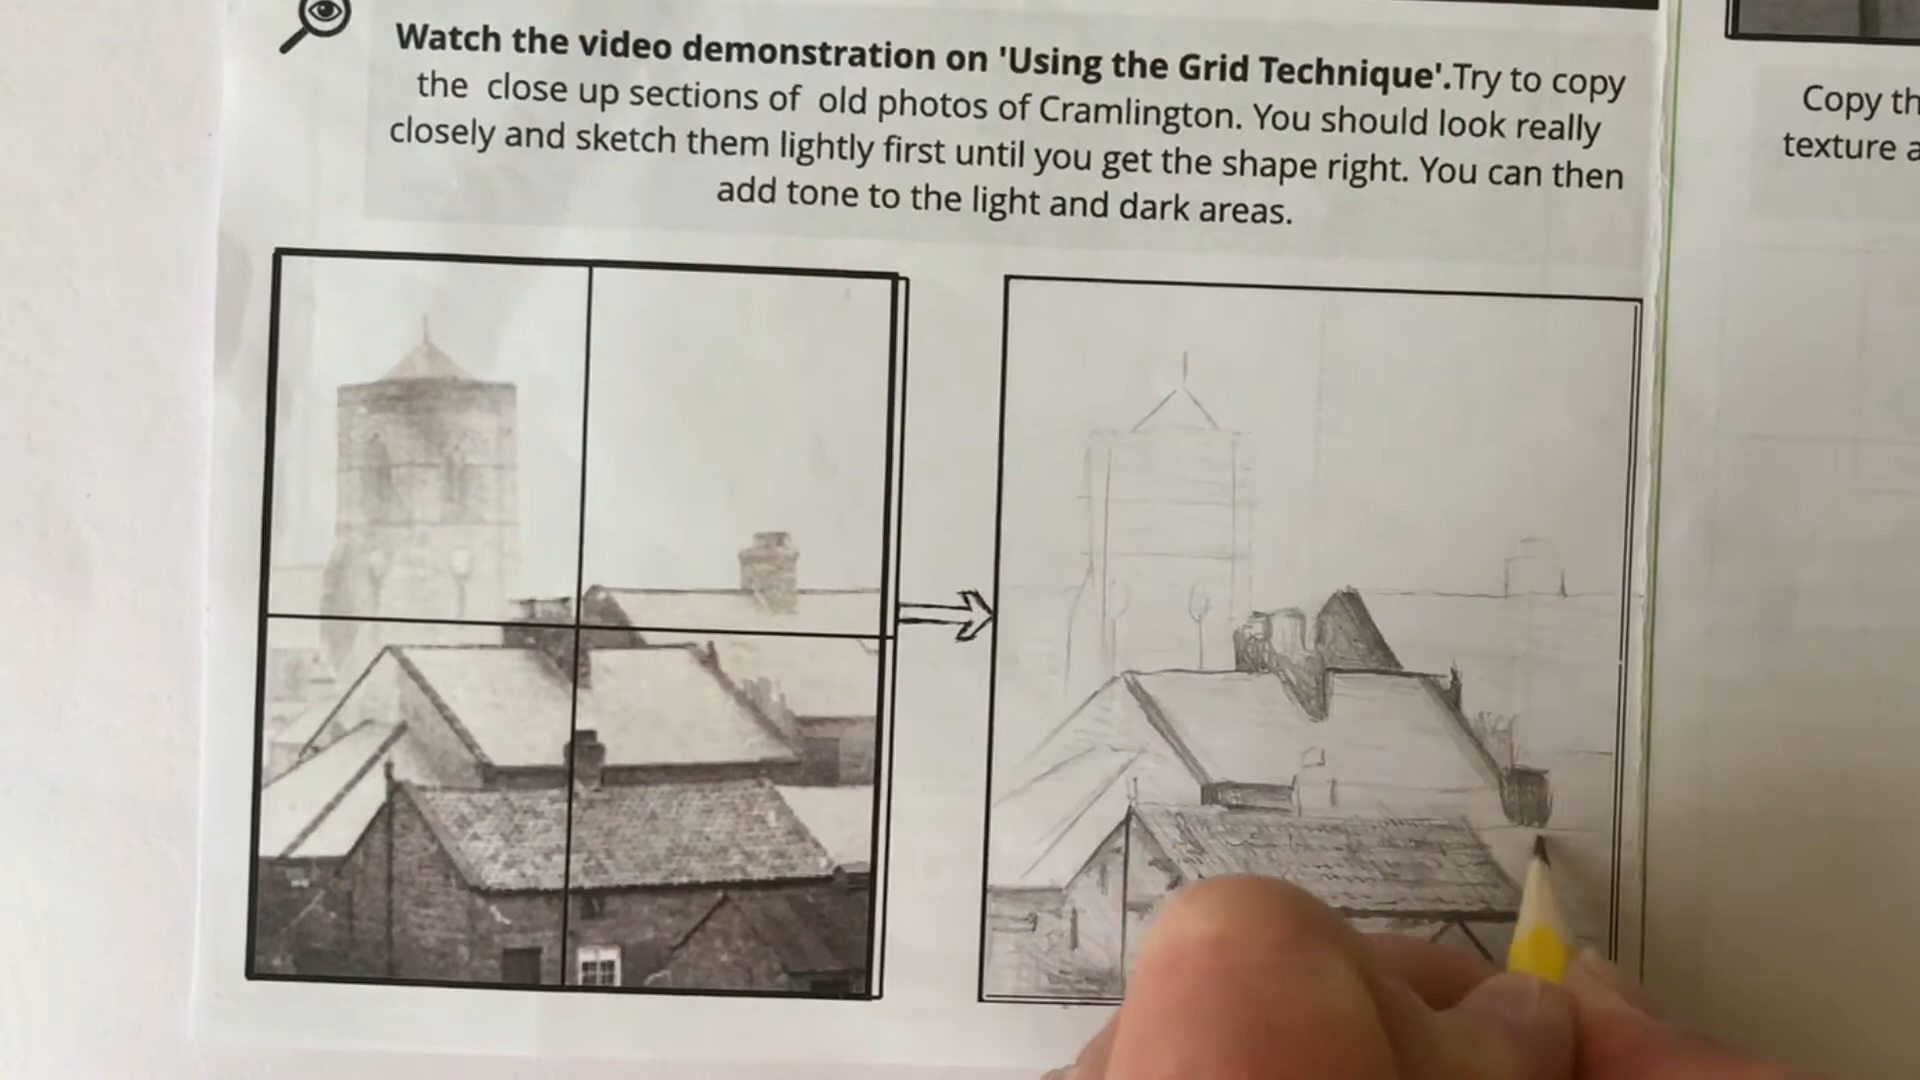 Watch the video demonstration on 'Using the Grid Technique'.Try to copy
the close up sections of old photos of Cramlington. You should look really
closely and sketch them lightly first until you get the shape right. You can then
add tone to the light and dark areas.
Copy th
texture a